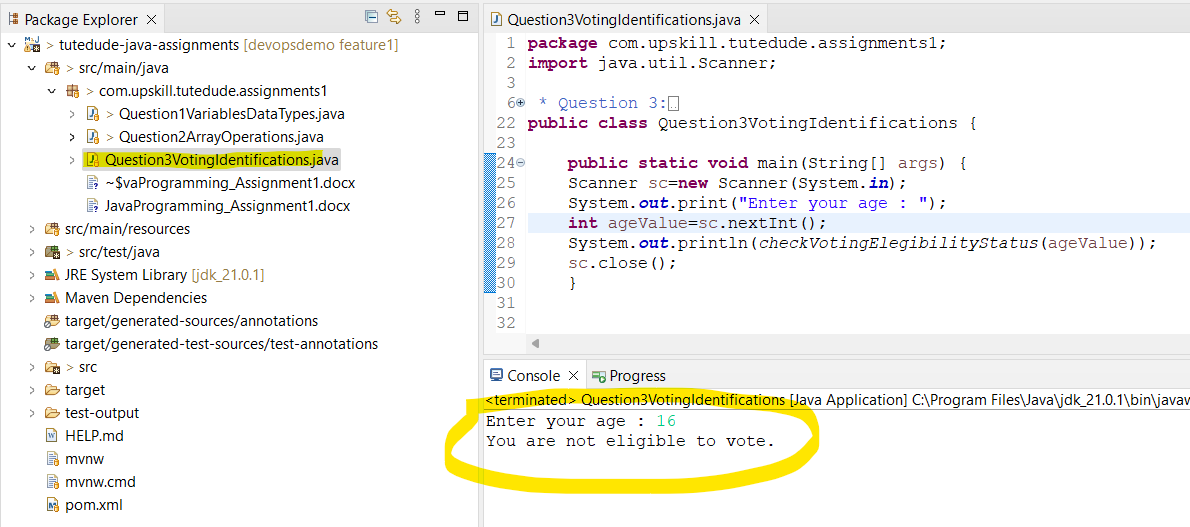 Package Explorer
> tutedude-java-assignments [devopsdemo feature1]
> src/main/java
> com.upskill.tutedude.assignments1
> Question1VariablesDataTypes.java
> Question2ArrayOperations.java
Question3VotingIdentifications.java
~$vaProgramming_Assignment1.docx
JavaProgramming_Assignment1.docx
src/main/resources
> src/test/java
JRE System Library [jdk_21.0.1]
Maven Dependencies
target/generated-sources/annotations
target/generated-test-sources/test-annotations
> src
target
test-output
HELP.md
mvnw
mvnw.cmd
pom.xml
Question3VotingIdentifications.java
1 package com.upskill.tutedude.assignments1;
2 import java.util.Scanner;
3
6 * Question 3:
22 public class Question3VotingIdentifications {
23
24 public static void main(String[] args) {
25 Scanner sc=new Scanner(System.in);
26 System.out.print("Enter your age : ");
27 int ageValue=sc.nextInt();
28 System.out.println(checkVotingElegibilityStatus(ageValue));
29 sc.close();
30 }
31
32
Console Progress
<terminated> Question3VotingIdentifications [Java Application] C:\Program Files\Java\jdk_21.0.1\bin\javaw
Enter your age : 16
You are not eligible to vote.